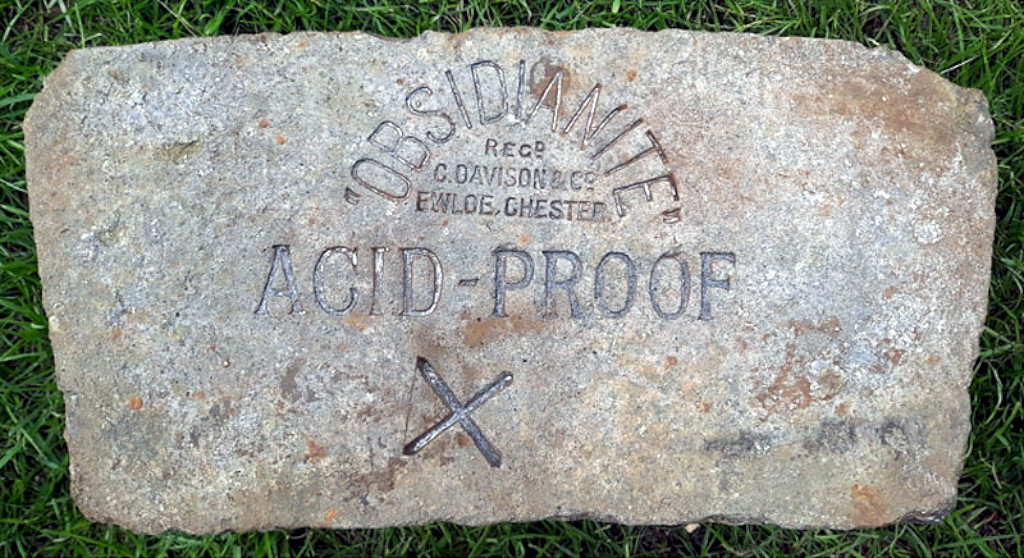 "OBSIDIANITE"
REGD
C. DAVISON & CO
EWLOE, CHESTER
ACID-PROOF
X